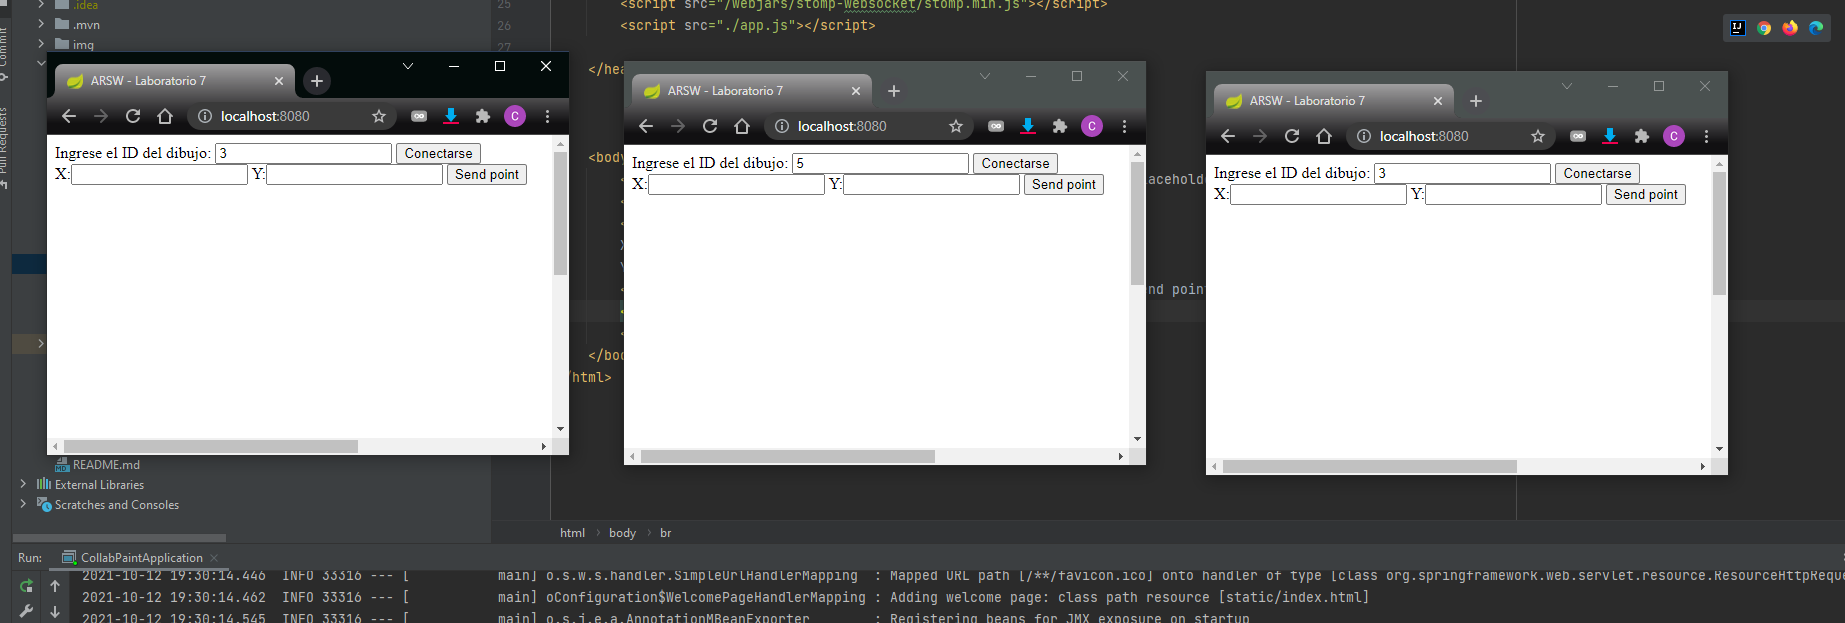 .idea
.mvn
img
Commit
Pull Requests
25
<script src="/webjars/stomp-websocket/stomp.min.js"></script>
26
<script src="./app.js"></script>
27
</hea
<body
laceholde
nd poin
</bod
html>
ARSW - Laboratorio 7
localhost:8080
C
Ingrese el ID del dibujo: 3 Conectarse
X: Y: Send point
ARSW - Laboratorio 7
localhost:8080
C
Ingrese el ID del dibujo: 5 Conectarse
X: Y: Send point
ARSW - Laboratorio 7
localhost:8080
C
Ingrese el ID del dibujo: 3 Conectarse
X: Y: Send point
README.md
External Libraries
Scratches and Consoles
html > body > br
Run: CollabPaintApplication
2021-10-12 19:30:14.446 INFO 33316 --- [ main] o.s.w.s.handler.SimpleUrlHandlerMapping : Mapped URL path [/**/favicon.ico] onto handler of type [class org.springframework.web.servlet.resource.ResourceHttpReque
2021-10-12 19:30:14.462 INFO 33316 --- [ main] oConfiguration$WelcomePageHandlerMapping : Adding welcome page: class path resource [static/index.html]
2021-10-12 19:30:14.545 INFO 33316 --- [ main] o.s.j.e.a.AnnotationMBeanExporter : Registering beans for JMX exposure on startup